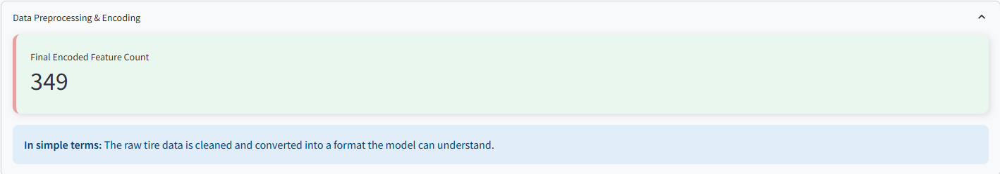 Data Preprocessing & Encoding
Final Encoded Feature Count
349
In simple terms: The raw tire data is cleaned and converted into a format the model can understand.